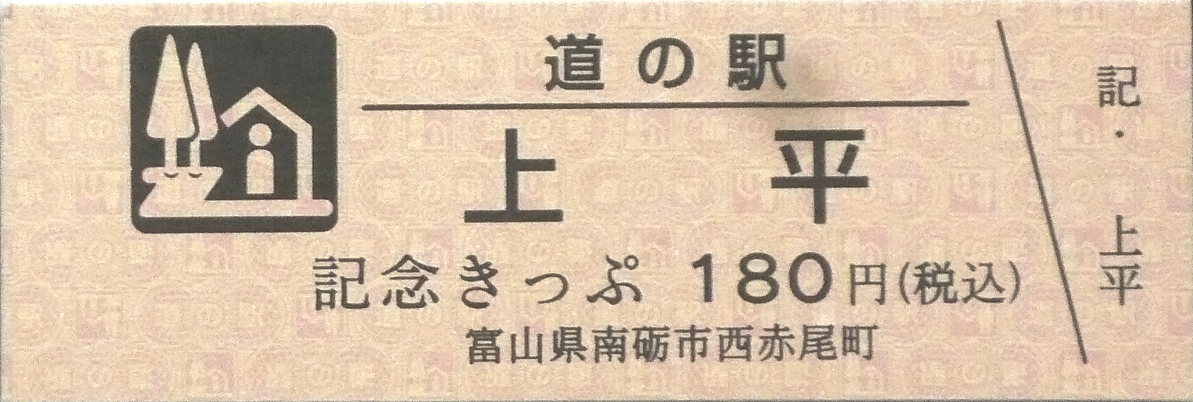 道の駅
上平
記念きっぷ 180円(税込)
富山県南砺市西赤尾町
記・上平